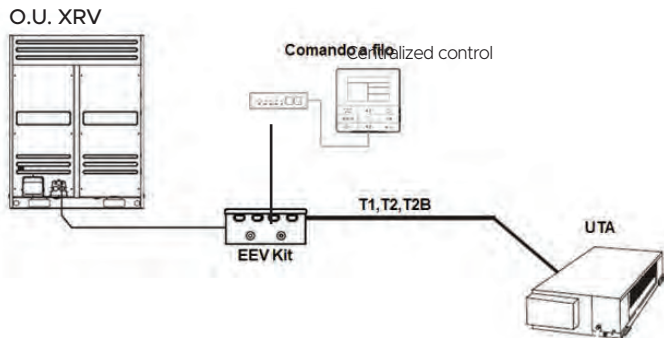 O.U. XRV
Comando a filo
Centralized control
T1,T2,T2B
UTA
EEV Kit